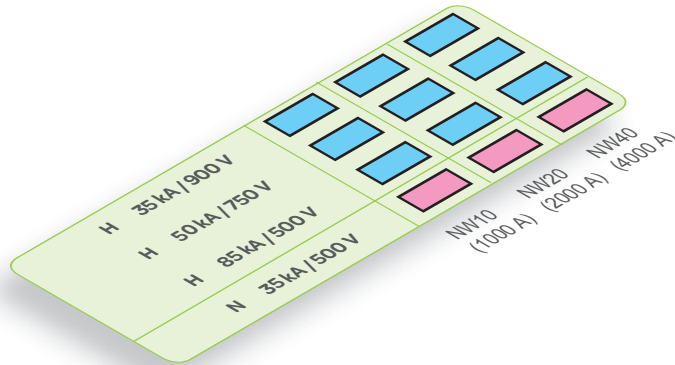 H 35 kA / 900 V
H 50 kA / 750 V
H 85 kA / 500 V
N 35 kA / 500 V
NW10
(1000 A)
NW20
(2000 A)
NW40
(4000 A)